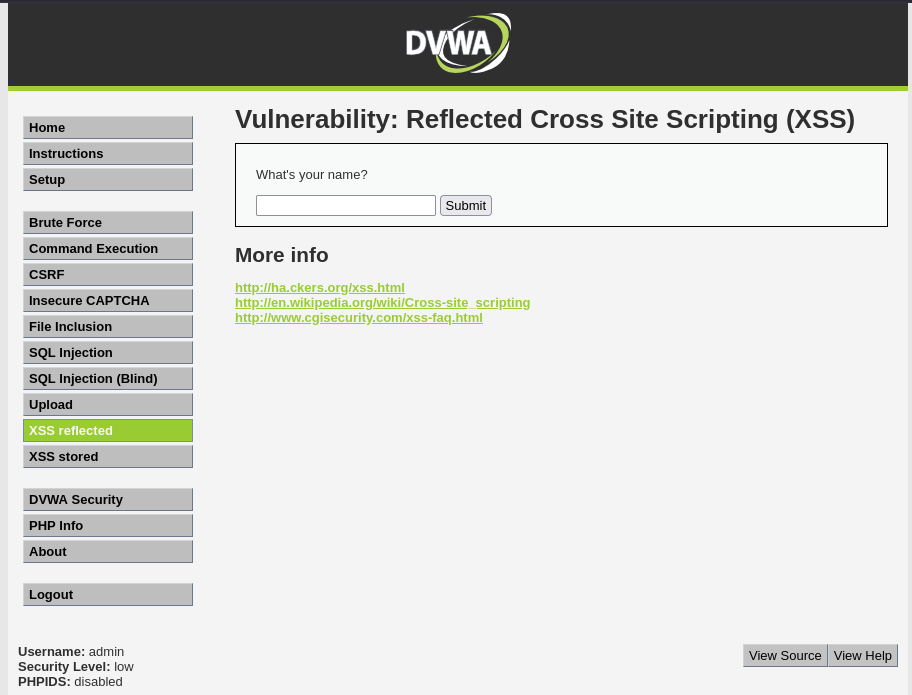 DVWA
Vulnerability: Reflected Cross Site Scripting (XSS)
Home
Instructions
Setup
Brute Force
Command Execution
CSRF
Insecure CAPTCHA
File Inclusion
SQL Injection
SQL Injection (Blind)
Upload
XSS reflected
XSS stored
DVWA Security
PHP Info
About
Logout
What's your name?
Submit
More info
http://ha.ckers.org/xss.html
http://en.wikipedia.org/wiki/Cross-site_scripting
http://www.cgisecurity.com/xss-faq.html
Username: admin
Security Level: low
PHPIDS: disabled
View Source View Help